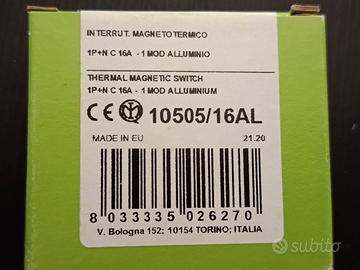 INTERRUT. MAGNETOTERMICO
1P+N C 16A - 1 MOD ALLUMINIO
THERMAL MAGNETIC SWITCH
1P+N C 16A - 1 MOD ALUMINIUM
CE 10505/16AL
MADE IN EU 21.20
8 033335 026270
V. Bologna 152; 10154 TORINO; ITALIA
subito